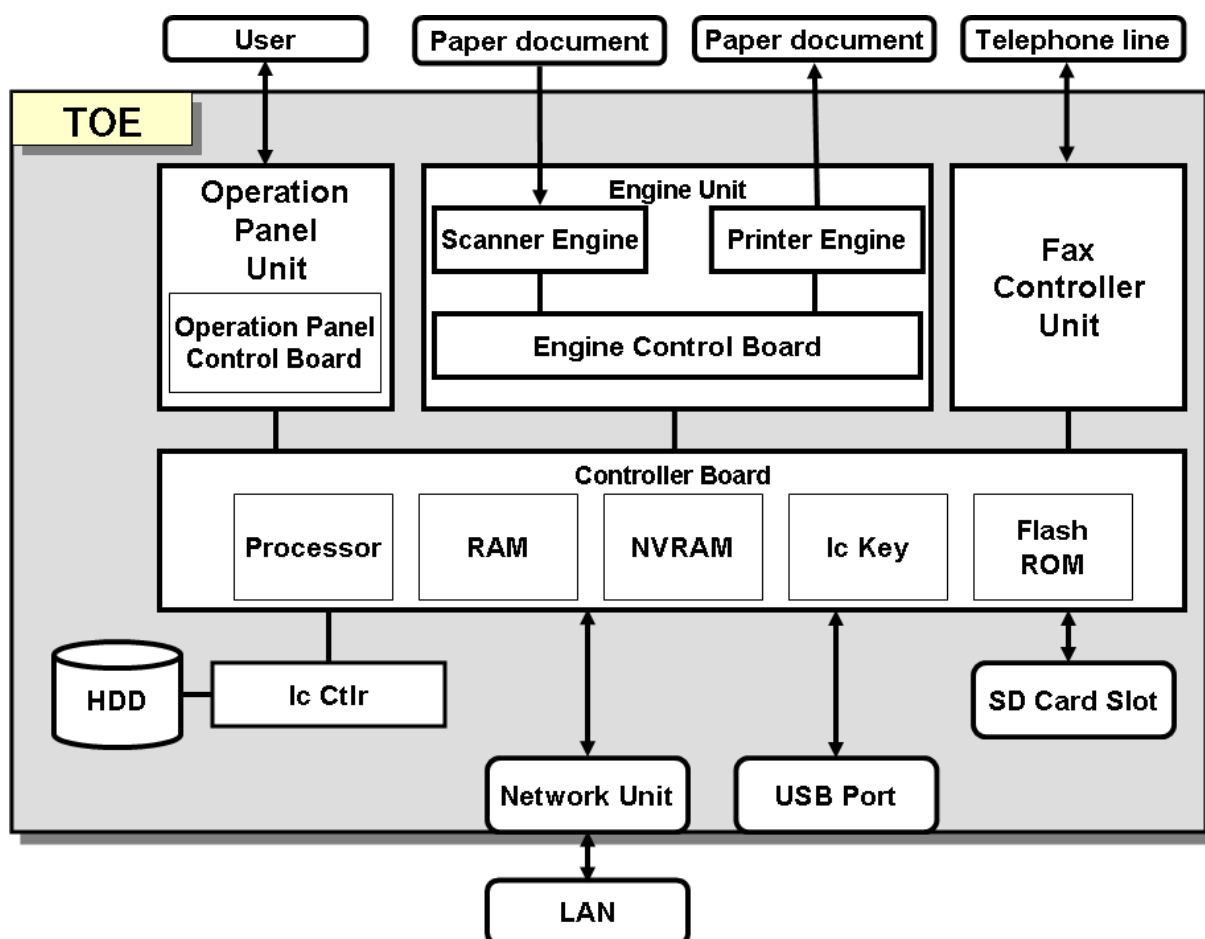 User
Paper document
Paper document
Telephone line
TOE
Operation
Panel
Unit
Operation Panel
Control Board
Engine Unit
Scanner Engine
Printer Engine
Engine Control Board
Fax
Controller
Unit
Controller Board
Processor
RAM
NVRAM
Ic Key
Flash
ROM
HDD
Ic Ctlr
SD Card Slot
Network Unit
USB Port
LAN